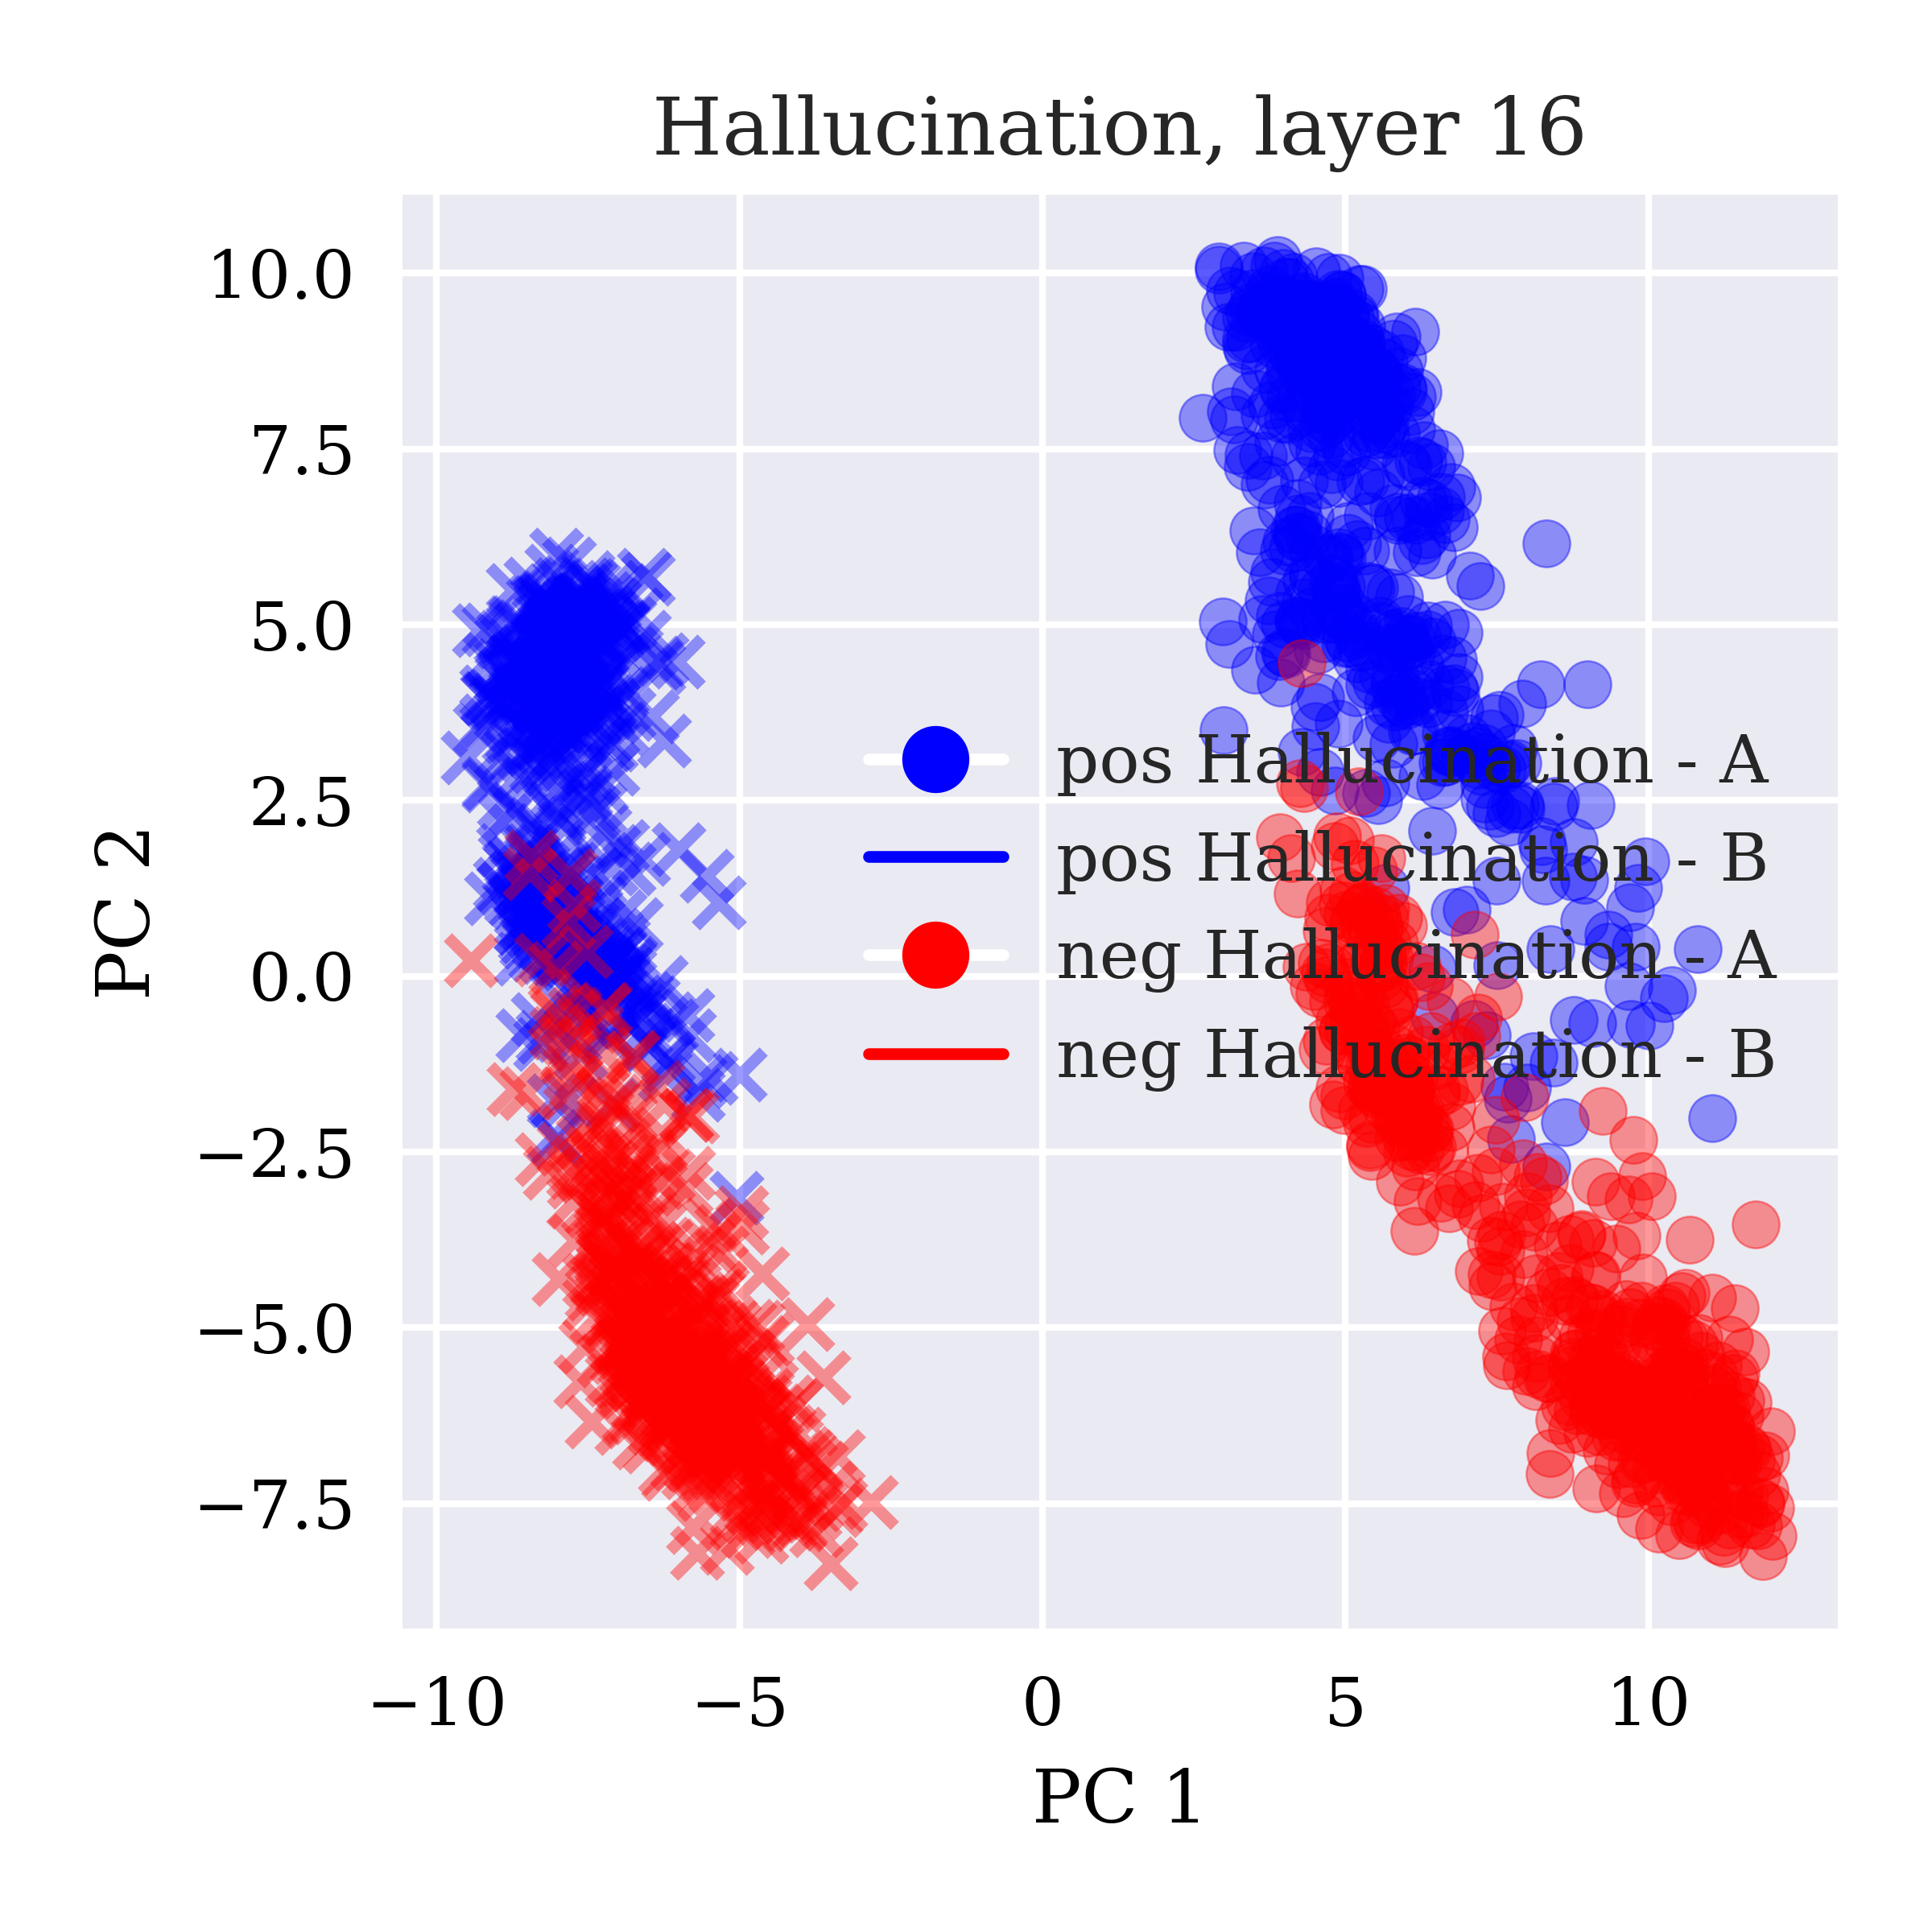 Hallucination, layer 16
10.0
7.5
5.0
2.5
0.0
−2.5
−5.0
−7.5
PC 2
pos Hallucination - A
pos Hallucination - B
neg Hallucination - A
neg Hallucination - B
−10 −5 0 5 10
PC 1